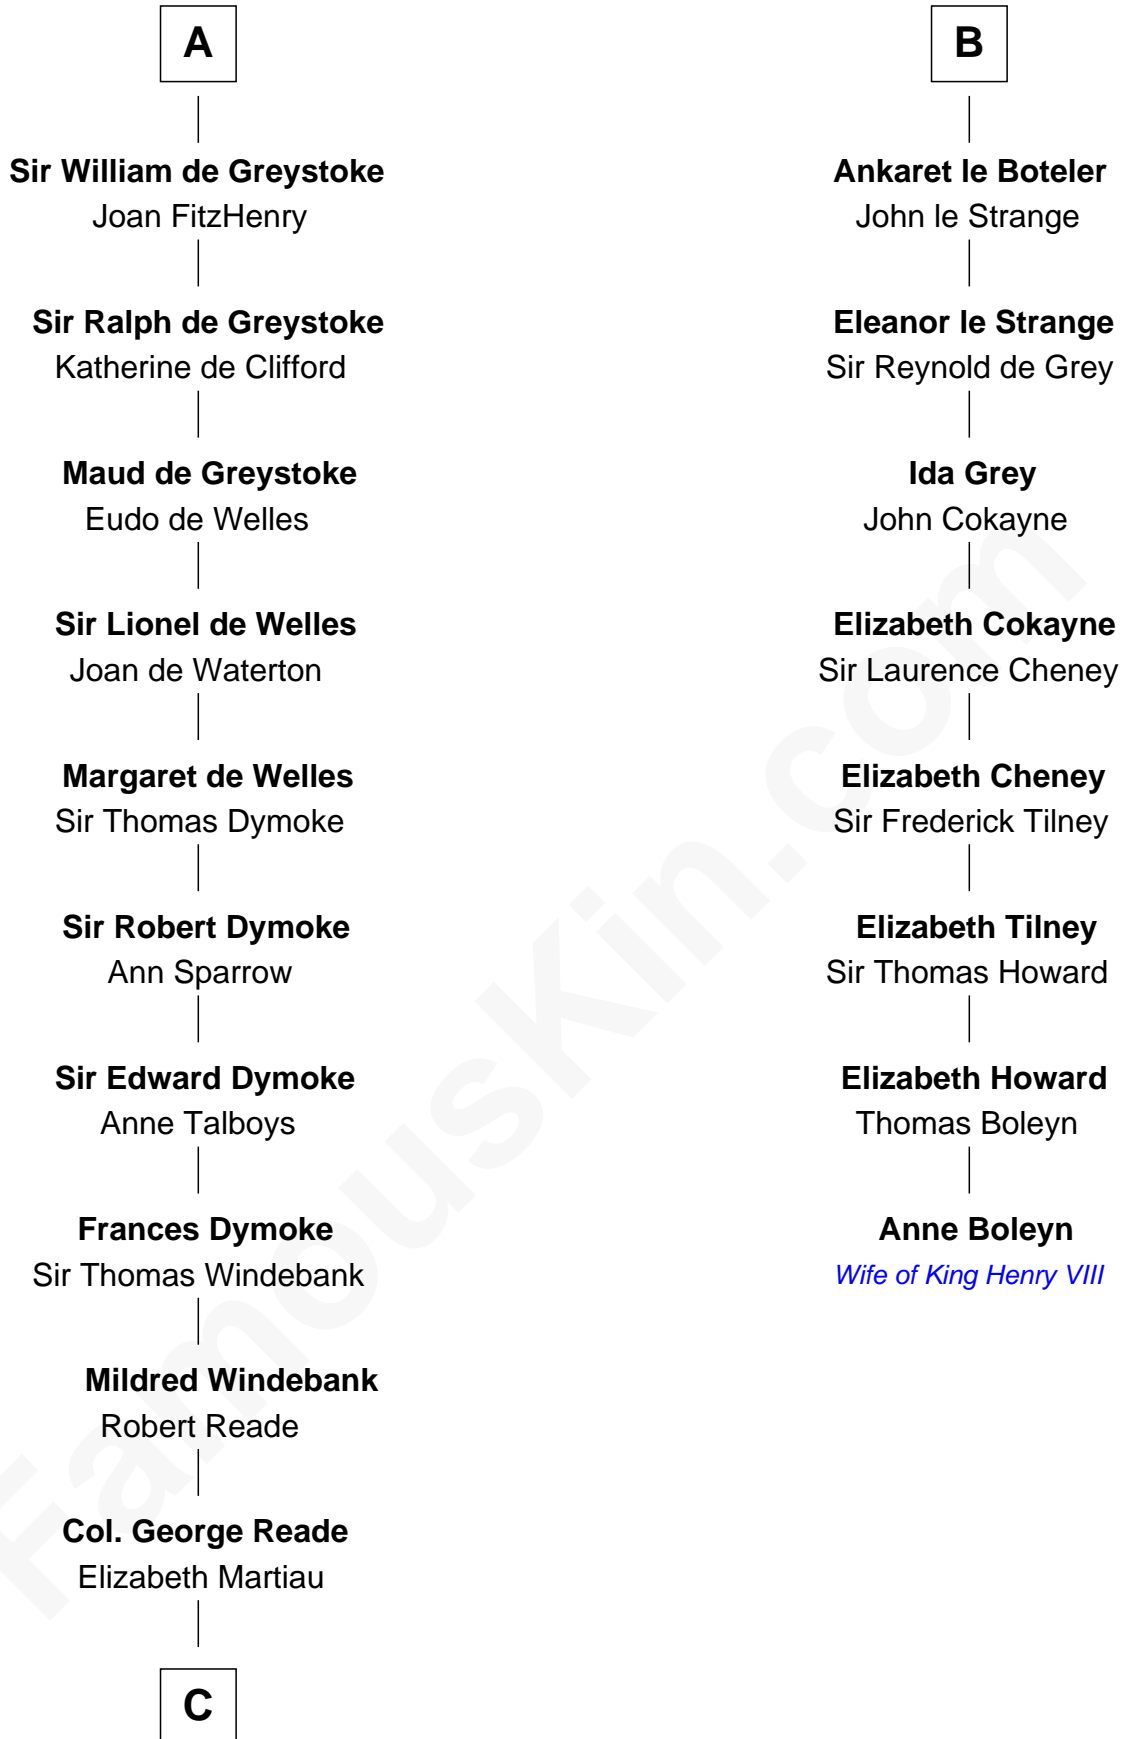 A
Sir William de Greystoke
Joan FitzHenry
Sir Ralph de Greystoke
Katherine de Clifford
Maud de Greystoke
Eudo de Welles
Sir Lionel de Welles
Joan de Waterton
Margaret de Welles
Sir Thomas Dymoke
Sir Robert Dymoke
Ann Sparrow
Sir Edward Dymoke
Anne Talboys
Frances Dymoke
Sir Thomas Windebank
Mildred Windebank
Robert Reade
Col. George Reade
Elizabeth Martiau
C
B
Ankaret le Boteler
John le Strange
Eleanor le Strange
Sir Reynold de Grey
Ida Grey
John Cokayne
Elizabeth Cokayne
Sir Laurence Cheney
Elizabeth Cheney
Sir Frederick Tilney
Elizabeth Tilney
Sir Thomas Howard
Elizabeth Howard
Thomas Boleyn
Anne Boleyn
Wife of King Henry VIII
FamousKin.com